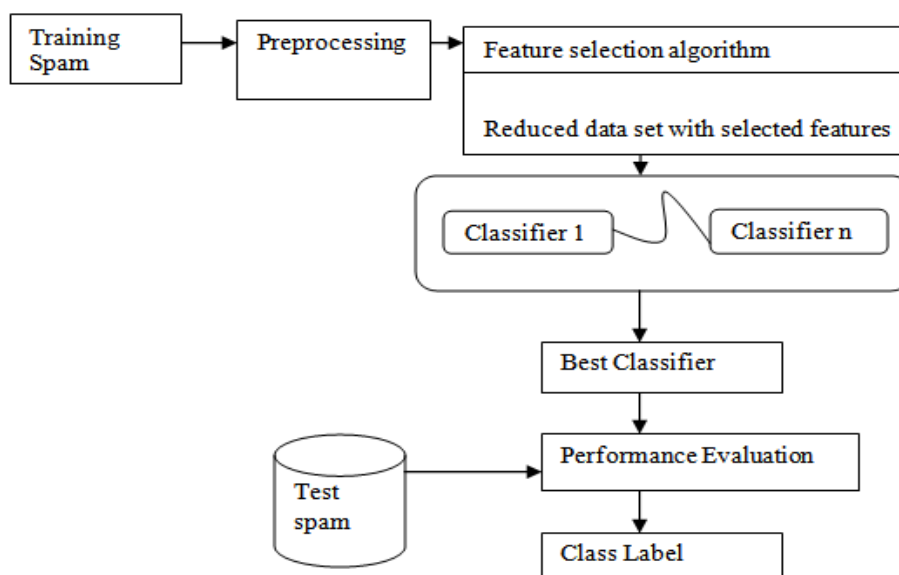 Training
Spam
Preprocessing
Feature selection algorithm
Reduced data set with selected features
Classifier 1
Classifier n
Best Classifier
Performance Evaluation
Test
spam
Class Label